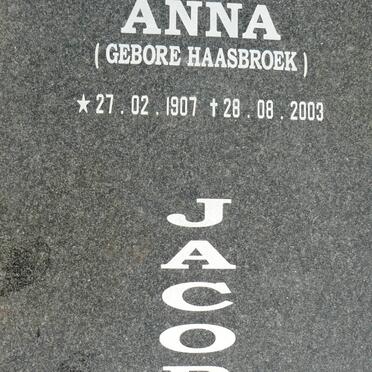 ANNA
( GEBORE HAASBROEK )
★ 27 . 02 . 1907 ✝ 28 . 08 . 2003
J
A
C
O